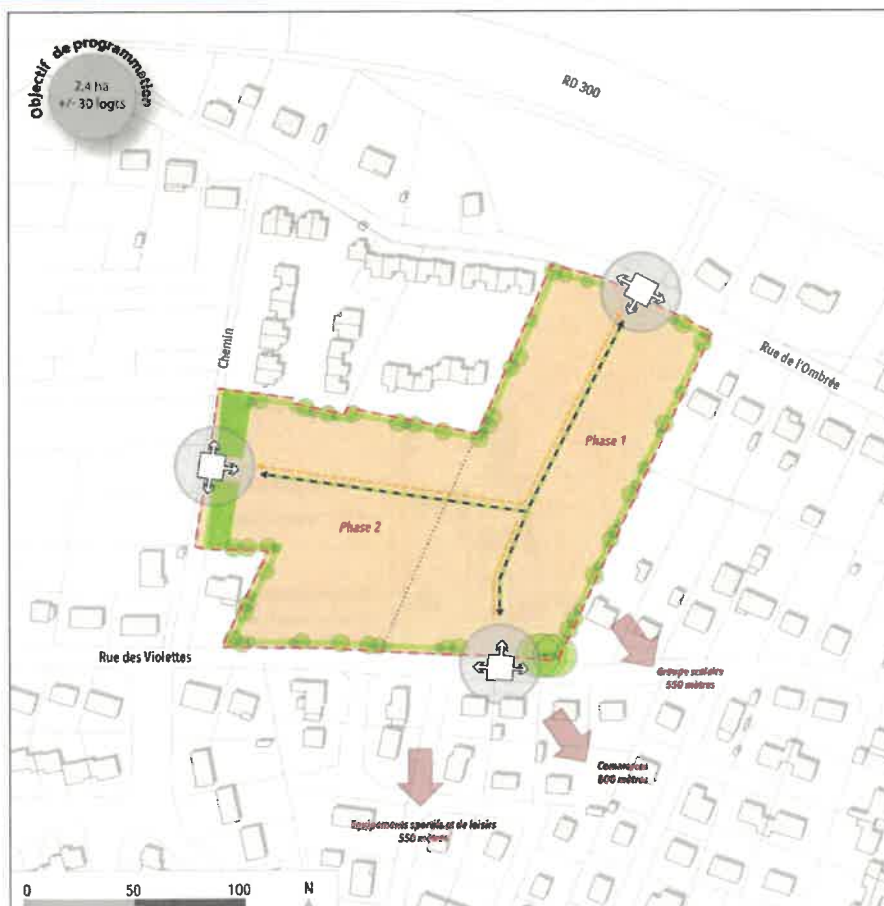 Objectif de programmation
2,4 ha
+/- 30 logts
RD 300
Chemin
Rue de l'Ombrée
Phase 1
Phase 2
Rue des Violettes
Groupe scolaire
550 mètres
Commerces
800 mètres
Equipements sportifs et de loisirs
550 mètres
0 50 100 N